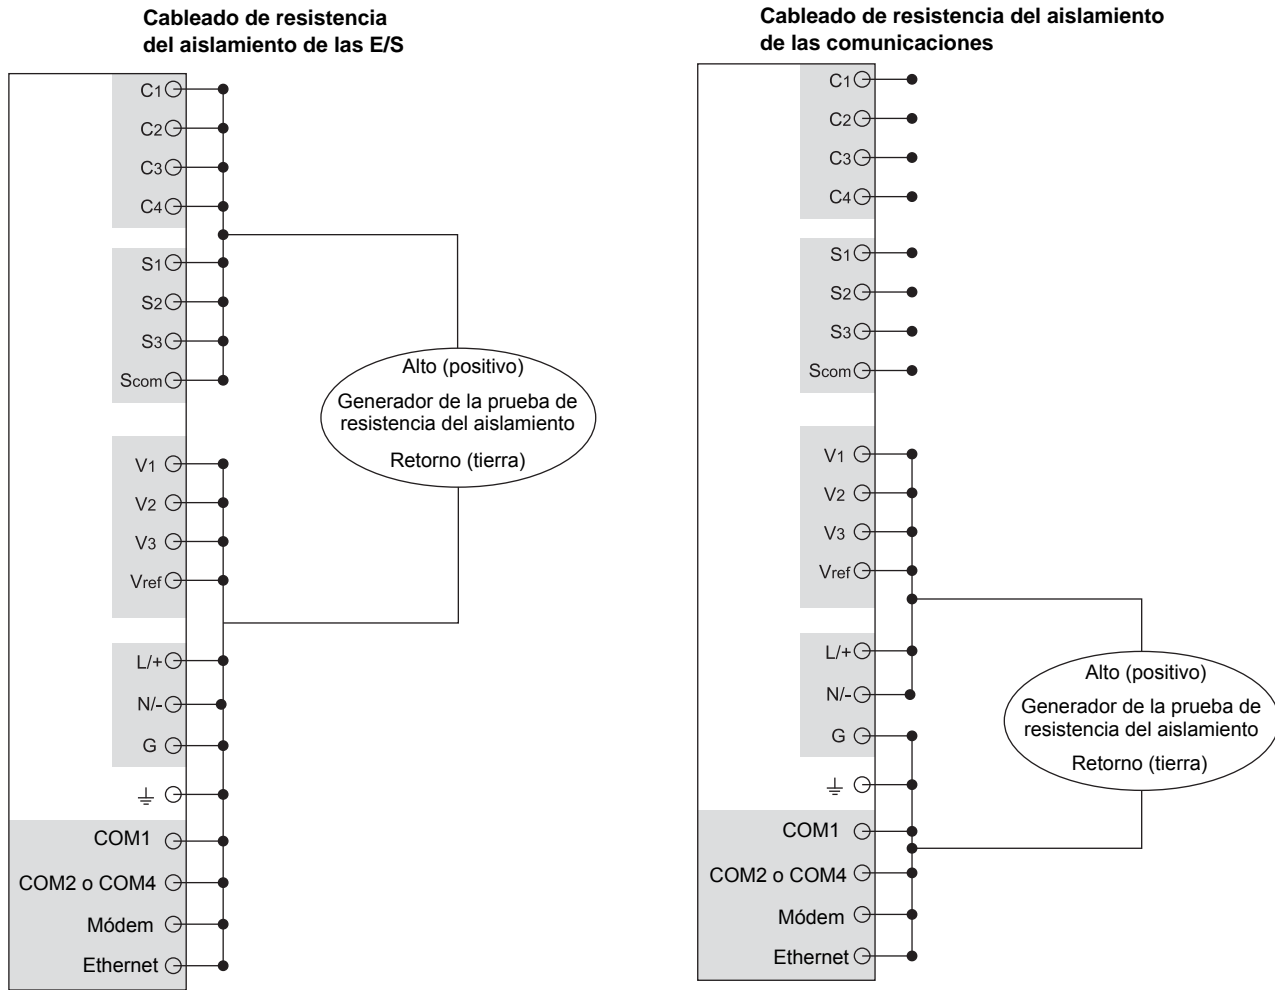 Cableado de resistencia
del aislamiento de las E/S
C1
C2
C3
C4
S1
S2
S3
Scom
V1
V2
V3
Vref
L/+
N/-
G
COM1
COM2 o COM4
Módem
Ethernet
Alto (positivo)
Generador de la prueba de
resistencia del aislamiento
Retorno (tierra)
Cableado de resistencia del aislamiento
de las comunicaciones
C1
C2
C3
C4
S1
S2
S3
Scom
V1
V2
V3
Vref
L/+
N/-
G
COM1
COM2 o COM4
Módem
Ethernet
Alto (positivo)
Generador de la prueba de
resistencia del aislamiento
Retorno (tierra)